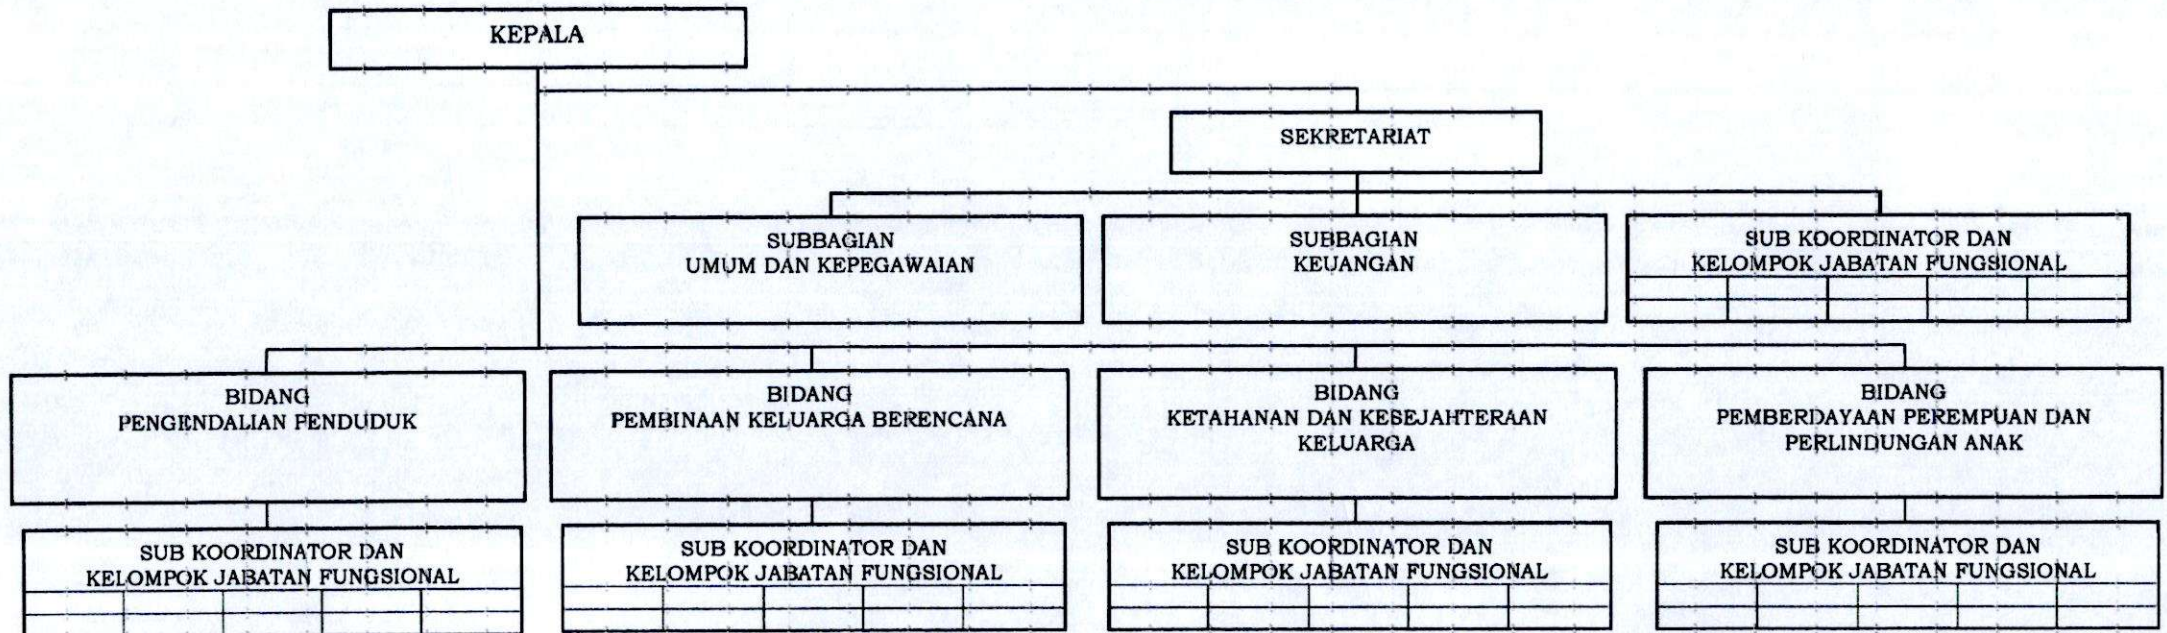 KEPALA
SEKRETARIAT
SUBBAGIAN
UMUM DAN KEPEGAWAIAN
SUBBAGIAN
KEUANGAN
SUB KOORDINATOR DAN
KELOMPOK JABATAN FUNGSIONAL
BIDANG
PENGENDALIAN PENDUDUK
BIDANG
PEMBINAAN KELUARGA BERENCANA
BIDANG
KETAHANAN DAN KESEJAHTERAAN
KELUARGA
BIDANG
PEMBERDAYAAN PEREMPUAN DAN
PERLINDUNGAN ANAK
SUB KOORDINATOR DAN
KELOMPOK JABATAN FUNGSIONAL
SUB KOORDINATOR DAN
KELOMPOK JABATAN FUNGSIONAL
SUB KOORDINATOR DAN
KELOMPOK JABATAN FUNGSIONAL
SUB KOORDINATOR DAN
KELOMPOK JABATAN FUNGSIONAL